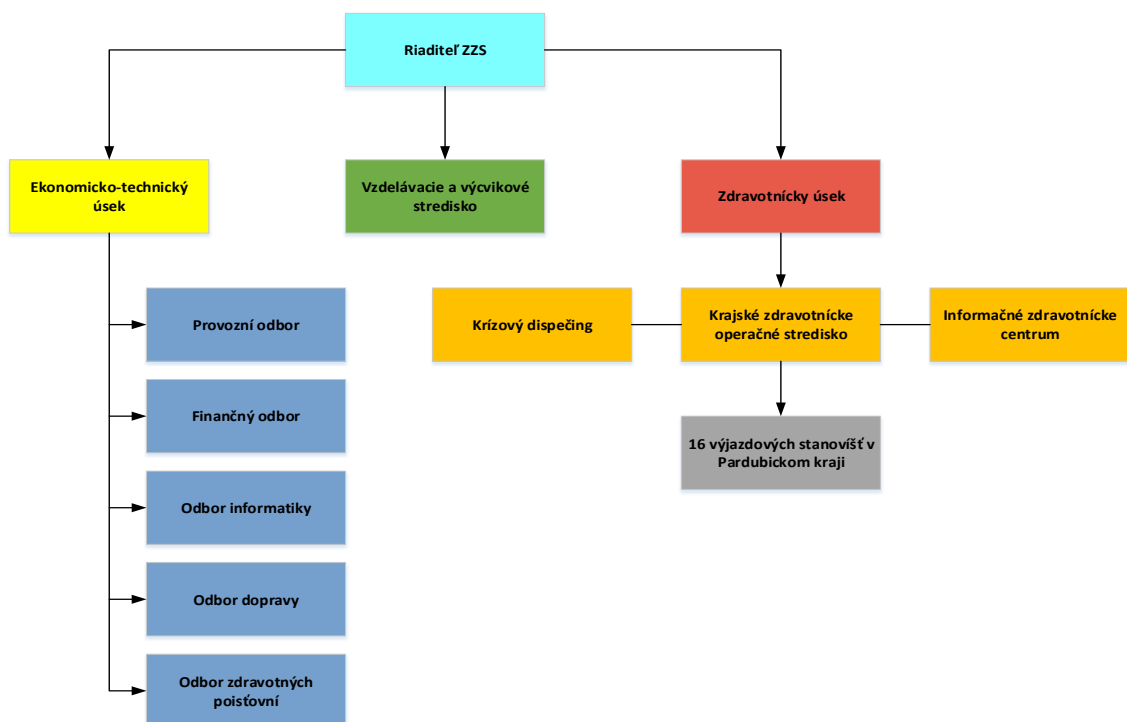 Riaditeľ ZZS
Ekonomicko-technický
úsek
Vzdelávacie a výcvikové
stredisko
Zdravotnícky úsek
Provozní odbor
Krízový dispečing
Krajské zdravotnícke
operačné stredisko
Informačné zdravotnícke
centrum
Finančný odbor
16 výjazdových stanovíšť v
Pardubickom kraji
Odbor informatiky
Odbor dopravy
Odbor zdravotných
poisťovní